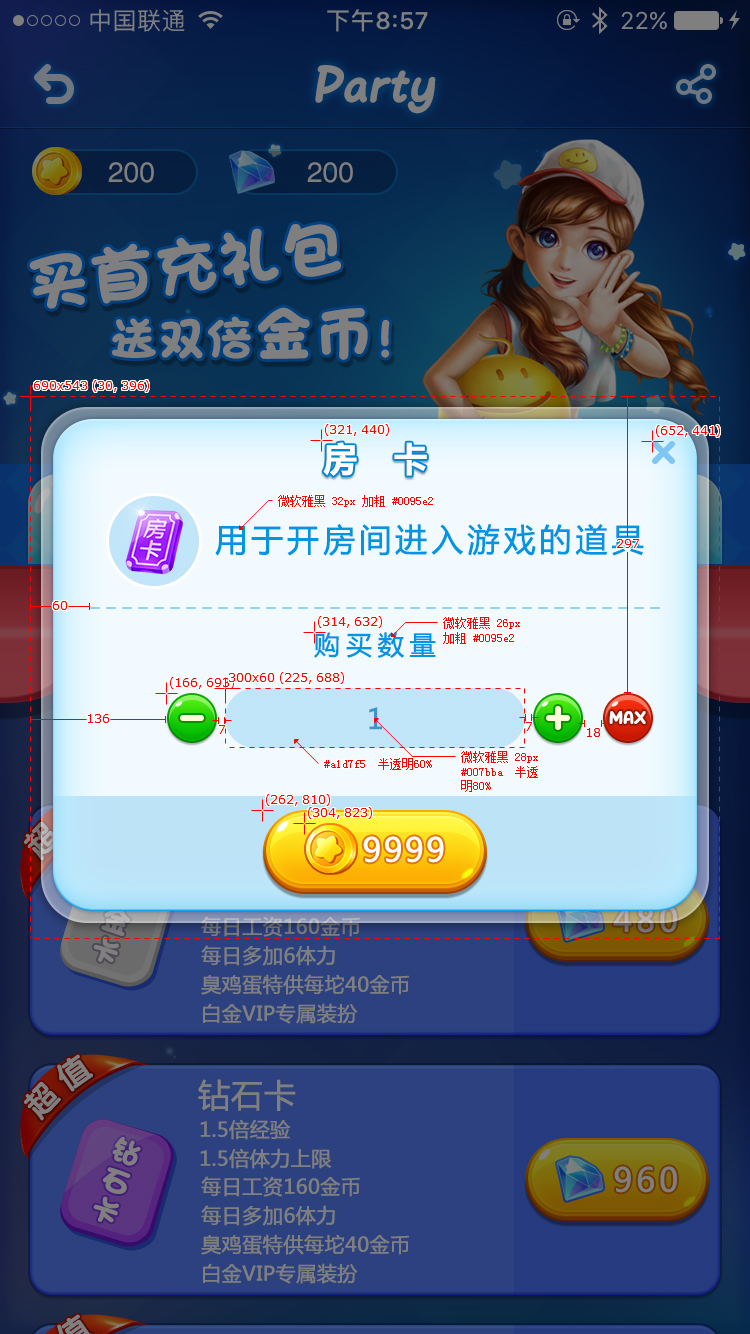 中国联通 下午8:57 22%
Party
200 200
买首充礼包
送双倍金币!
690x543 (30, 396)
(321, 440) (652, 441)
房 卡
微软雅黑 32px 加粗 #0095e2
房卡
用于开房间进入游戏的道具
297
60
(314, 632)
微软雅黑 26px
加粗 #0095e2
购买数量
(166, 693) 300x60 (225, 688)
136 7 1 7 18 MAX
#a1d7f5 半透明60%
微软雅黑 28px
#007bba 半透
明80%
(262, 810)
(304, 823)
9999
超
480
每日工资160金币
每日多加6体力
臭鸡蛋特供每坨40金币
白金VIP专属装扮
超值
钻石卡
1.5倍经验
1.5倍体力上限
每日工资160金币
每日多加6体力
臭鸡蛋特供每坨40金币
白金VIP专属装扮
钻石卡
960
值